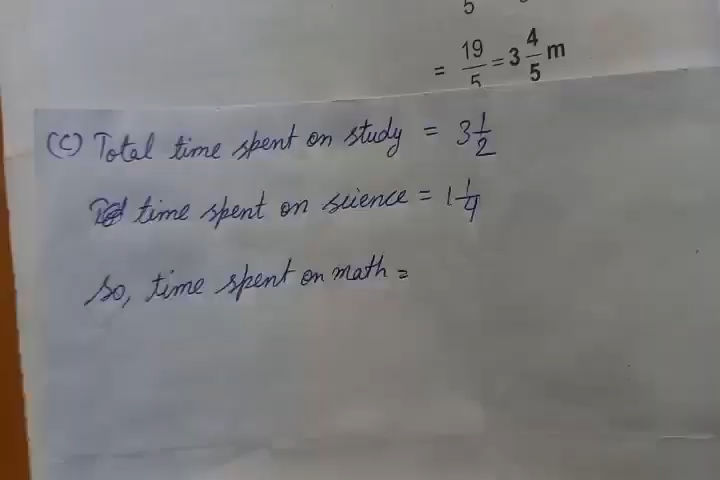 5
= 19/5 = 3 4/5 m
(C) Total time spent on study = 3 1/2
time spent on science = 1 1/4
So, time spent on math =